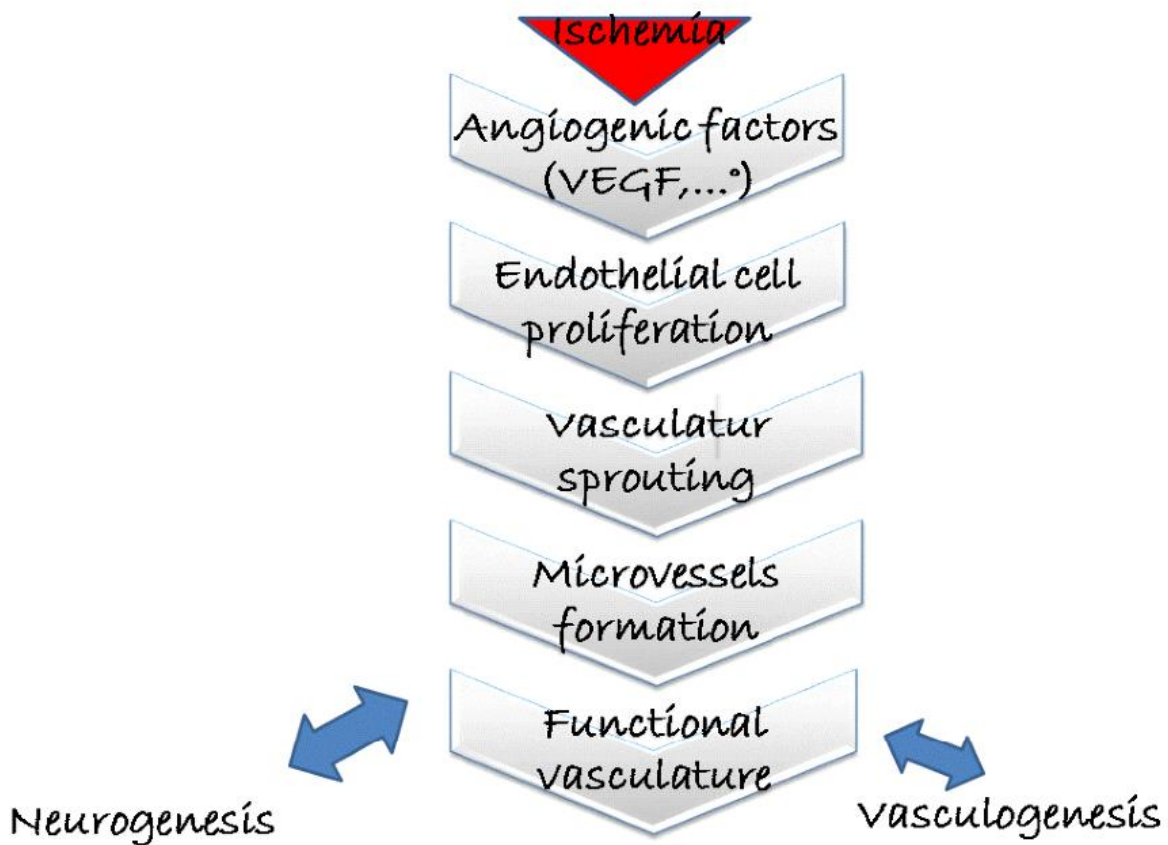 Ischemia
Angiogenic factors
(VEGF,...°)
Endothelial cell
proliferation
Vasculatur
sprouting
Microvessels
formation
Functional
vasculature
Neurogenesis
Vasculogenesis